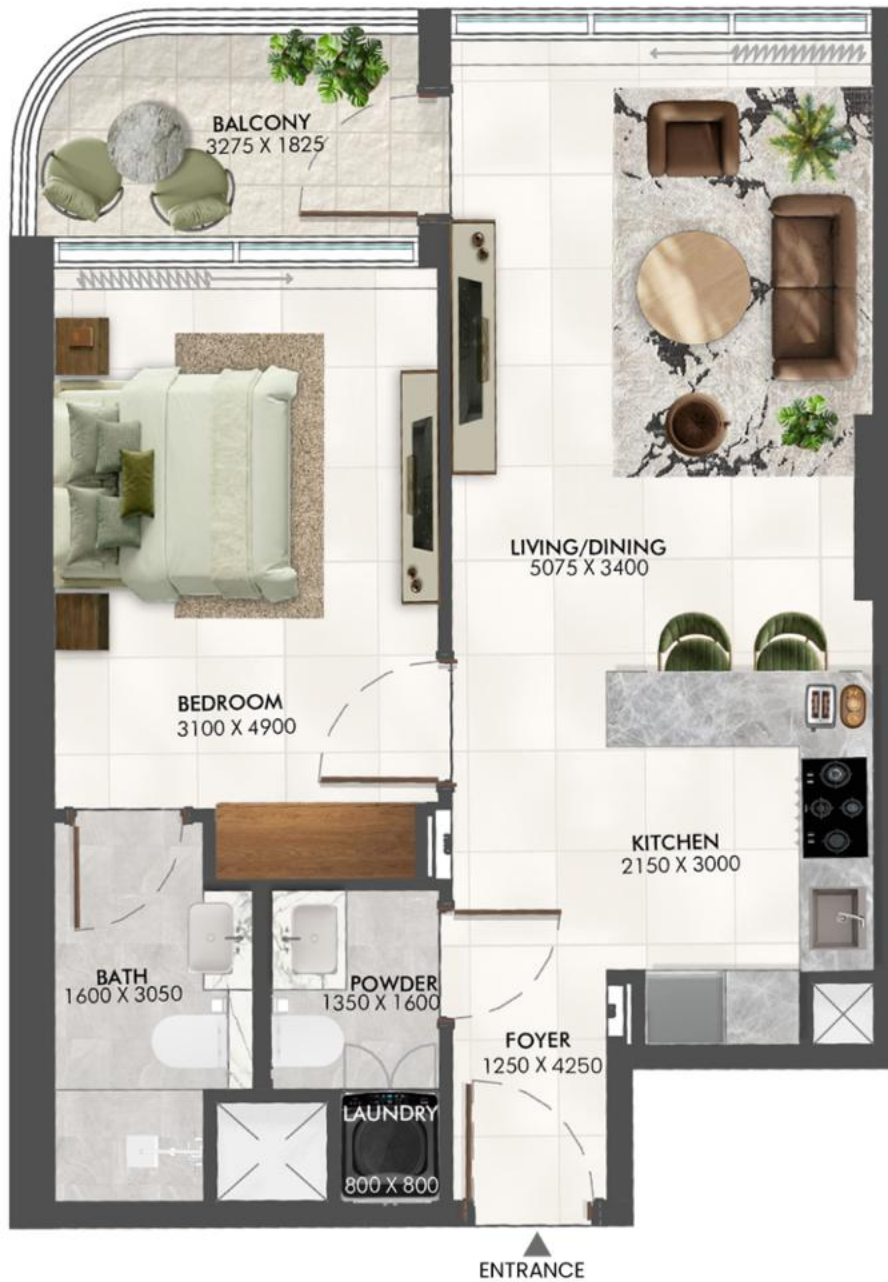 BALCONY
3275 X 1825
LIVING/DINING
5075 X 3400
BEDROOM
3100 X 4900
KITCHEN
2150 X 3000
BATH
1600 X 3050
POWDER
1350 X 1600
FOYER
1250 X 4250
LAUNDRY
800 X 800
ENTRANCE